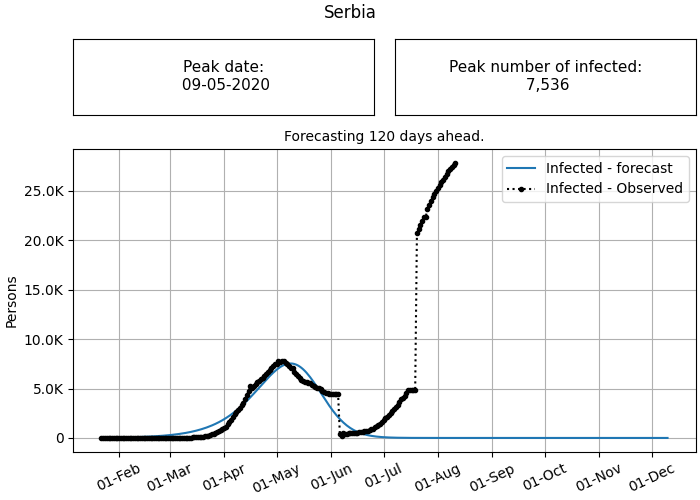 Serbia
Peak date:
09-05-2020
Peak number of infected:
7,536
Forecasting 120 days ahead.
Infected - forecast
Infected - Observed
25.0K
20.0K
15.0K
10.0K
5.0K
0
Persons
01-Feb
01-Mar
01-Apr
01-May
01-Jun
01-Jul
01-Aug
01-Sep
01-Oct
01-Nov
01-Dec